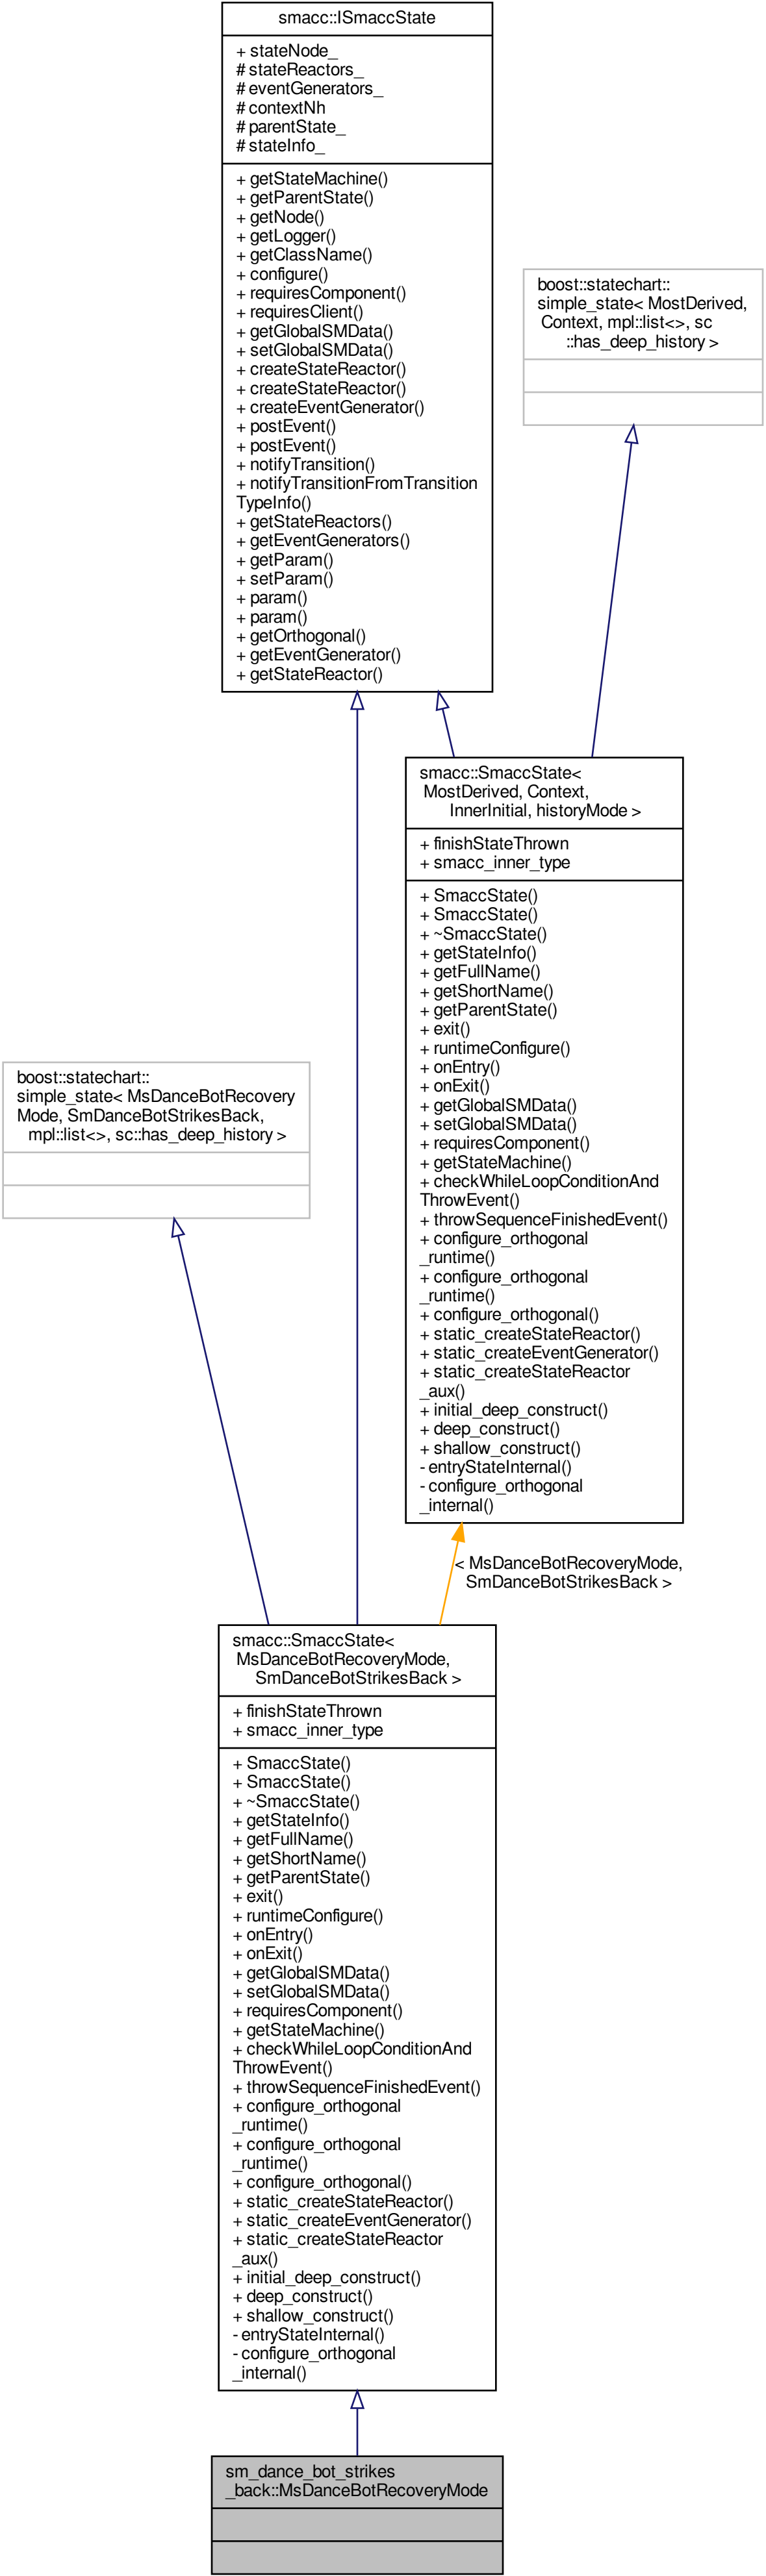 smacc::ISmaccState
+ stateNode_
# stateReactors_
# eventGenerators_
# contextNh
# parentState_
# stateInfo_
+ getStateMachine()
+ getParentState()
+ getNode()
+ getLogger()
+ getClassName()
+ configure()
+ requiresComponent()
+ requiresClient()
+ getGlobalSMData()
+ setGlobalSMData()
+ createStateReactor()
+ createStateReactor()
+ createEventGenerator()
+ postEvent()
+ postEvent()
+ notifyTransition()
+ notifyTransitionFromTransition
TypeInfo()
+ getStateReactors()
+ getEventGenerators()
+ getParam()
+ setParam()
+ param()
+ param()
+ getOrthogonal()
+ getEventGenerator()
+ getStateReactor()
boost::statechart::
simple_state< MostDerived,
Context, mpl::list<>, sc
::has_deep_history >
smacc::SmaccState<
MostDerived, Context,
InnerInitial, historyMode >
+ finishStateThrown
+ smacc_inner_type
+ SmaccState()
+ SmaccState()
+ ~SmaccState()
+ getStateInfo()
+ getFullName()
+ getShortName()
+ getParentState()
+ exit()
+ runtimeConfigure()
+ onEntry()
+ onExit()
+ getGlobalSMData()
+ setGlobalSMData()
+ requiresComponent()
+ getStateMachine()
+ checkWhileLoopConditionAnd
ThrowEvent()
+ throwSequenceFinishedEvent()
+ configure_orthogonal
_runtime()
+ configure_orthogonal
_runtime()
+ configure_orthogonal()
+ static_createStateReactor()
+ static_createEventGenerator()
+ static_createStateReactor
_aux()
+ initial_deep_construct()
+ deep_construct()
+ shallow_construct()
- entryStateInternal()
- configure_orthogonal
_internal()
boost::statechart::
simple_state< MsDanceBotRecovery
Mode, SmDanceBotStrikesBack,
mpl::list<>, sc::has_deep_history >
< MsDanceBotRecoveryMode,
SmDanceBotStrikesBack >
smacc::SmaccState<
MsDanceBotRecoveryMode,
SmDanceBotStrikesBack >
+ finishStateThrown
+ smacc_inner_type
+ SmaccState()
+ SmaccState()
+ ~SmaccState()
+ getStateInfo()
+ getFullName()
+ getShortName()
+ getParentState()
+ exit()
+ runtimeConfigure()
+ onEntry()
+ onExit()
+ getGlobalSMData()
+ setGlobalSMData()
+ requiresComponent()
+ getStateMachine()
+ checkWhileLoopConditionAnd
ThrowEvent()
+ throwSequenceFinishedEvent()
+ configure_orthogonal
_runtime()
+ configure_orthogonal
_runtime()
+ configure_orthogonal()
+ static_createStateReactor()
+ static_createEventGenerator()
+ static_createStateReactor
_aux()
+ initial_deep_construct()
+ deep_construct()
+ shallow_construct()
- entryStateInternal()
- configure_orthogonal
_internal()
sm_dance_bot_strikes
_back::MsDanceBotRecoveryMode